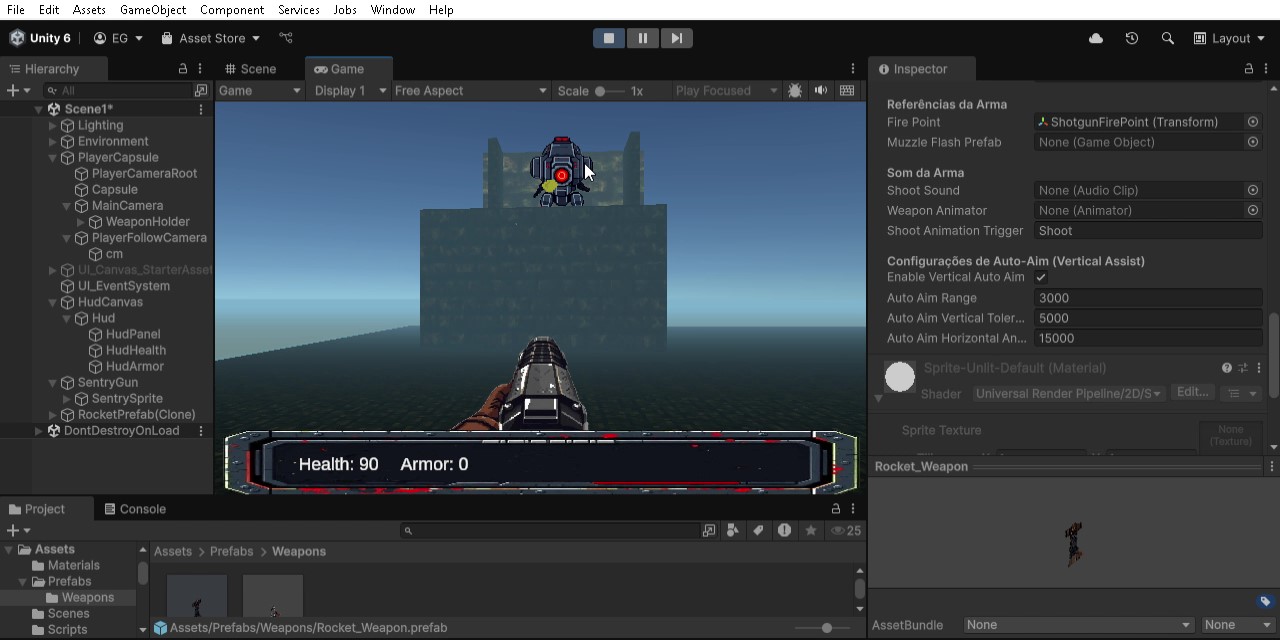 File Edit Assets GameObject Component Services Jobs Window Help
Unity 6 EG Asset Store Layout
Hierarchy Scene Game Inspector
All Game Display 1 Free Aspect Scale 1x Play Focused
Scene1*
Lighting
Environment
PlayerCapsule
PlayerCameraRoot
Capsule
MainCamera
WeaponHolder
PlayerFollowCamera
cm
UI_Canvas_StarterAsset
UI_EventSystem
HudCanvas
Hud
HudPanel
HudHealth
HudArmor
SentryGun
SentrySprite
RocketPrefab(Clone)
DontDestroyOnLoad
Health: 90 Armor: 0
Referências da Arma
Fire Point ShotgunFirePoint (Transform)
Muzzle Flash Prefab None (Game Object)
Som da Arma
Shoot Sound None (Audio Clip)
Weapon Animator None (Animator)
Shoot Animation Trigger Shoot
Configurações de Auto-Aim (Vertical Assist)
Enable Vertical Auto Aim
Auto Aim Range 3000
Auto Aim Vertical Toler... 5000
Auto Aim Horizontal An... 15000
Sprite-Unlit-Default (Material)
Shader Universal Render Pipeline/2D/S Edit...
Sprite Texture None
(Texture)
Rocket_Weapon
AssetBundle None None
Project Console
25
Assets
Materials
Prefabs
Weapons
Scenes
Scripts
Assets > Prefabs > Weapons
Assets/Prefabs/Weapons/Rocket_Weapon.prefab